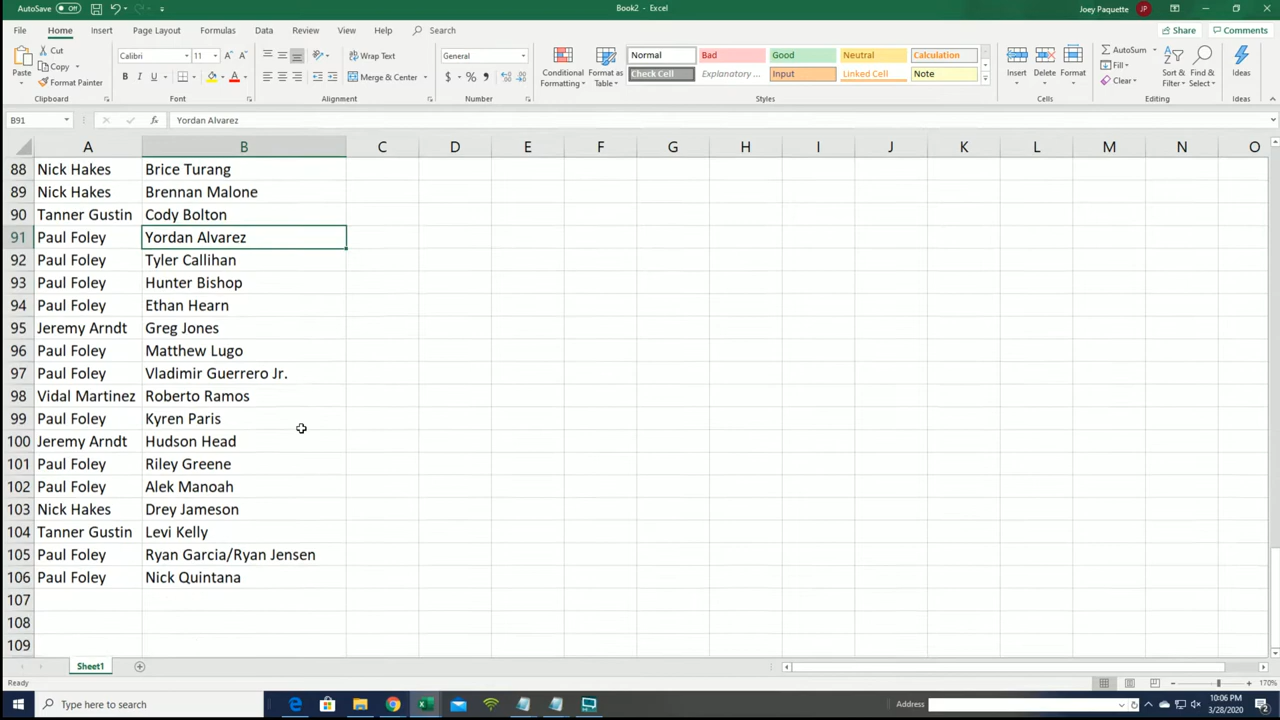 AutoSave Off Book2 - Excel Joey Paquette JP
File Home Insert Page Layout Formulas Data Review View Help Search Share Comments
Paste Cut Copy Format Painter Clipboard
Calibri 11 B I U A Font
Wrap Text Merge & Center Alignment
General $ % Number
Conditional Formatting Format as Table
Normal Bad Good Neutral Calculation
Check Cell Explanatory ... Input Linked Cell Note
Styles
Insert Delete Format Cells
AutoSum Fill Clear Sort & Filter Find & Select Editing
Ideas Ideas
B91 fx Yordan Alvarez
A B C D E F G H I J K L M N O
88 Nick Hakes Brice Turang
89 Nick Hakes Brennan Malone
90 Tanner Gustin Cody Bolton
91 Paul Foley Yordan Alvarez
92 Paul Foley Tyler Callihan
93 Paul Foley Hunter Bishop
94 Paul Foley Ethan Hearn
95 Jeremy Arndt Greg Jones
96 Paul Foley Matthew Lugo
97 Paul Foley Vladimir Guerrero Jr.
98 Vidal Martinez Roberto Ramos
99 Paul Foley Kyren Paris
100 Jeremy Arndt Hudson Head
101 Paul Foley Riley Greene
102 Paul Foley Alek Manoah
103 Nick Hakes Drey Jameson
104 Tanner Gustin Levi Kelly
105 Paul Foley Ryan Garcia/Ryan Jensen
106 Paul Foley Nick Quintana
107
108
109
Sheet1
Ready 170%
Type here to search Address 10:06 PM
3/28/2020